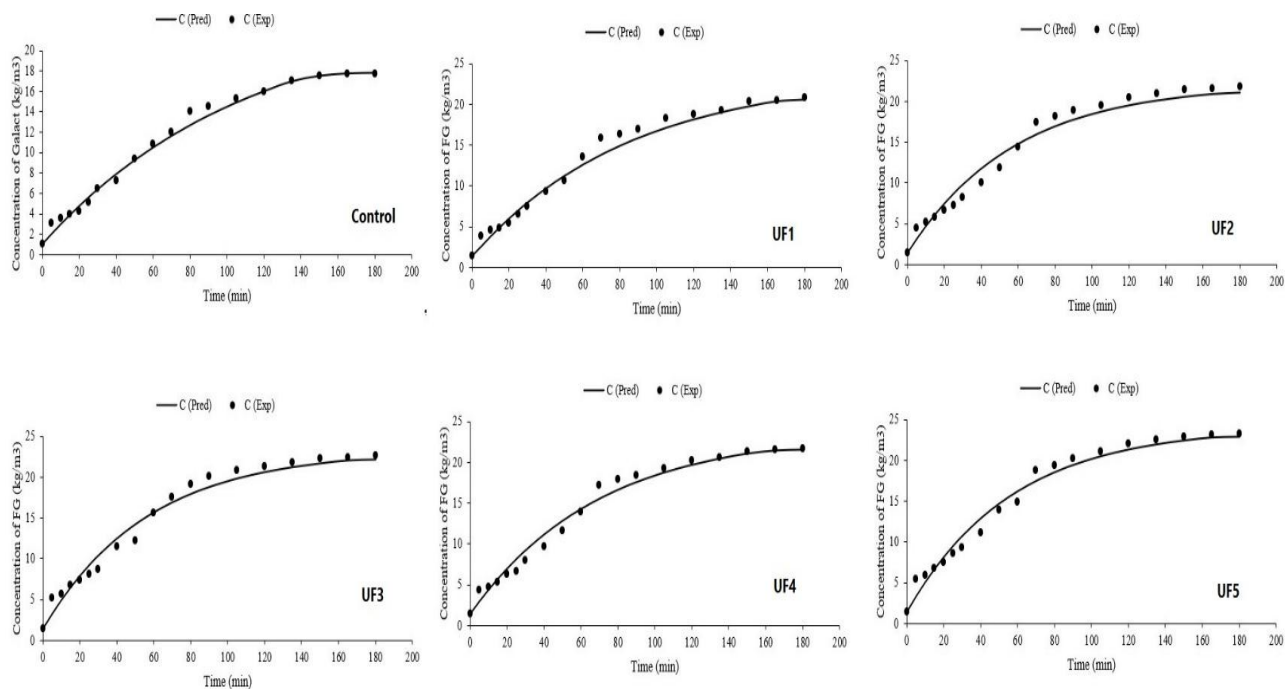 C (Pred) C (Exp)
Concentration of Galact (kg/m3)
20
18
16
14
12
10
8
6
4
2
0
0 20 40 60 80 100 120 140 160 180 200
Time (min)
Control
C (Pred) C (Exp)
Concentration of FG (kg/m3)
25
20
15
10
5
0
0 20 40 60 80 100 120 140 160 180 200
Time (min)
UF1
C (Pred) C (Exp)
Concentration of FG (kg/m3)
25
20
15
10
5
0
0 20 40 60 80 100 120 140 160 180 200
Time (min)
UF2
C (Pred) C (Exp)
Concentration of FG (kg/m3)
25
20
15
10
5
0
0 20 40 60 80 100 120 140 160 180 200
Time (min)
UF3
C (Pred) C (Exp)
Concentration of FG (kg/m3)
25
20
15
10
5
0
0 20 40 60 80 100 120 140 160 180 200
Time (min)
UF4
C (Pred) C (Exp)
Concentration of FG (kg/m3)
25
20
15
10
5
0
0 20 40 60 80 100 120 140 160 180 200
Time (min)
UF5